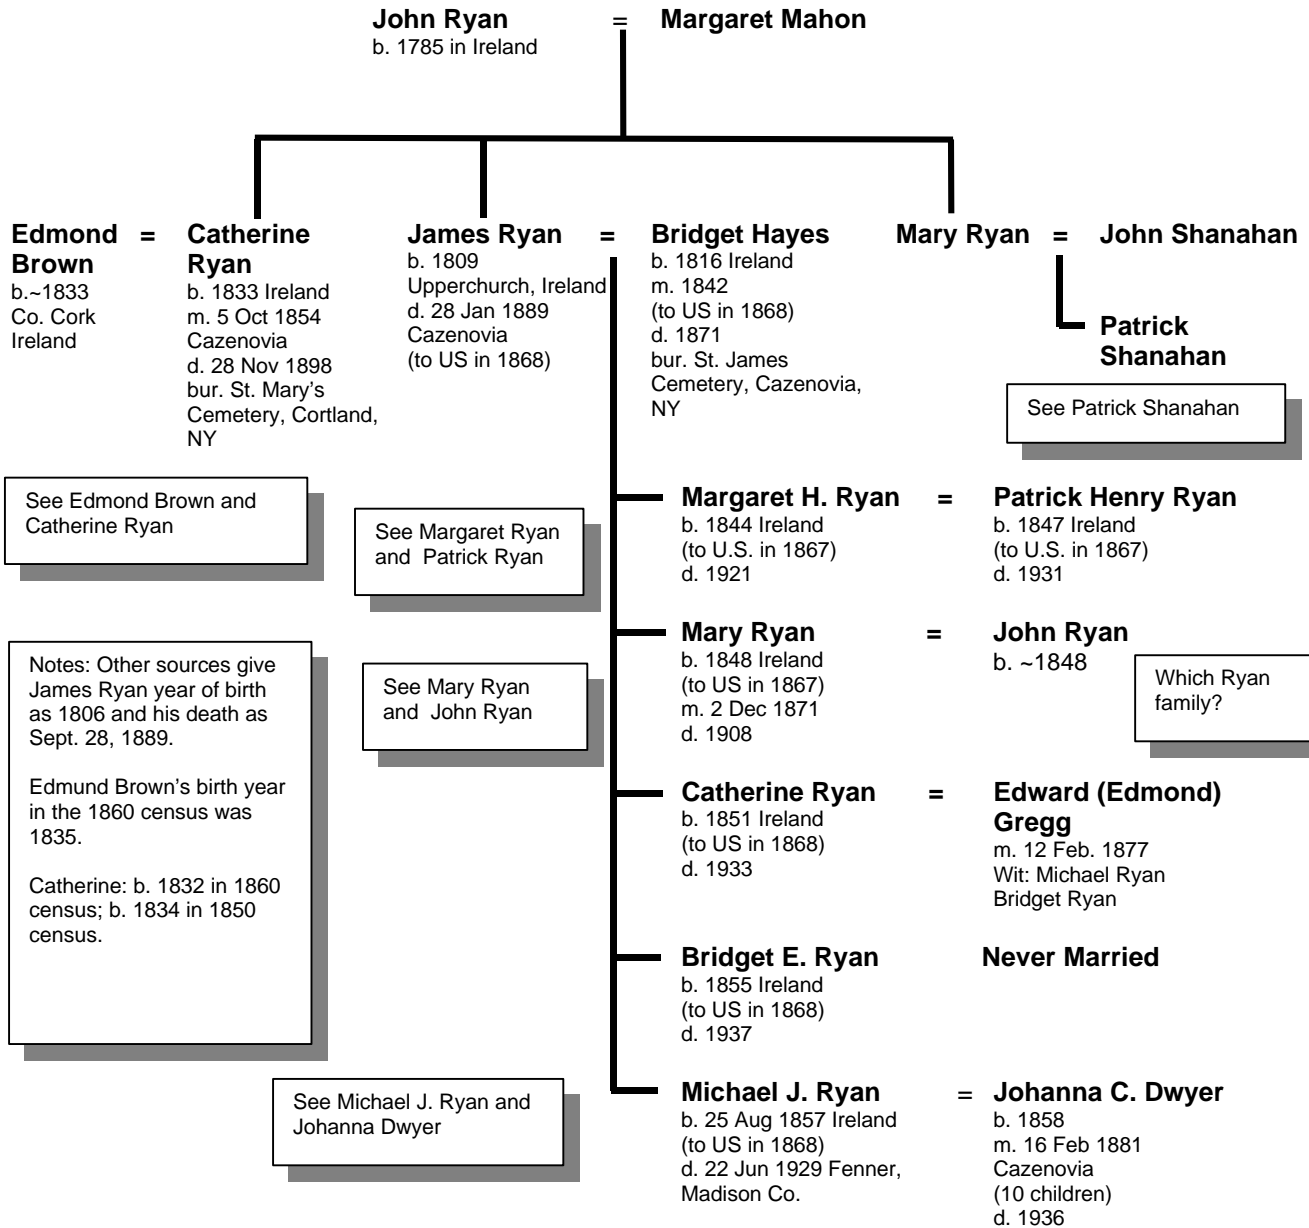 John Ryan = Margaret Mahon
b. 1785 in Ireland
Edmond = Catherine
Brown Ryan
b.~1833
Co. Cork
Ireland
b. 1833 Ireland
m. 5 Oct 1854
Cazenovia
d. 28 Nov 1898
bur. St. Mary’s
Cemetery, Cortland,
NY
James Ryan = Bridget Hayes
b. 1809
Upperchurch, Ireland
d. 28 Jan 1889
Cazenovia
(to US in 1868)
b. 1816 Ireland
m. 1842
(to US in 1868)
d. 1871
bur. St. James
Cemetery, Cazenovia,
NY
Mary Ryan = John Shanahan
Patrick
Shanahan
See Patrick Shanahan
See Edmond Brown and
Catherine Ryan
See Margaret Ryan
and Patrick Ryan
Margaret H. Ryan = Patrick Henry Ryan
b. 1844 Ireland
(to U.S. in 1867)
d. 1921
b. 1847 Ireland
(to U.S. in 1867)
d. 1931
Notes: Other sources give
James Ryan year of birth
as 1806 and his death as
Sept. 28, 1889.
Edmund Brown’s birth year
in the 1860 census was
1835.
Catherine: b. 1832 in 1860
census; b. 1834 in 1850
census.
See Mary Ryan
and John Ryan
Mary Ryan = John Ryan
b. 1848 Ireland
(to US in 1867)
m. 2 Dec 1871
d. 1908
b. ~1848
Which Ryan
family?
Catherine Ryan = Edward (Edmond)
Gregg
b. 1851 Ireland
(to US in 1868)
d. 1933
m. 12 Feb. 1877
Wit: Michael Ryan
Bridget Ryan
Bridget E. Ryan Never Married
b. 1855 Ireland
(to US in 1868)
d. 1937
See Michael J. Ryan and
Johanna Dwyer
Michael J. Ryan = Johanna C. Dwyer
b. 25 Aug 1857 Ireland
(to US in 1868)
d. 22 Jun 1929 Fenner,
Madison Co.
b. 1858
m. 16 Feb 1881
Cazenovia
(10 children)
d. 1936